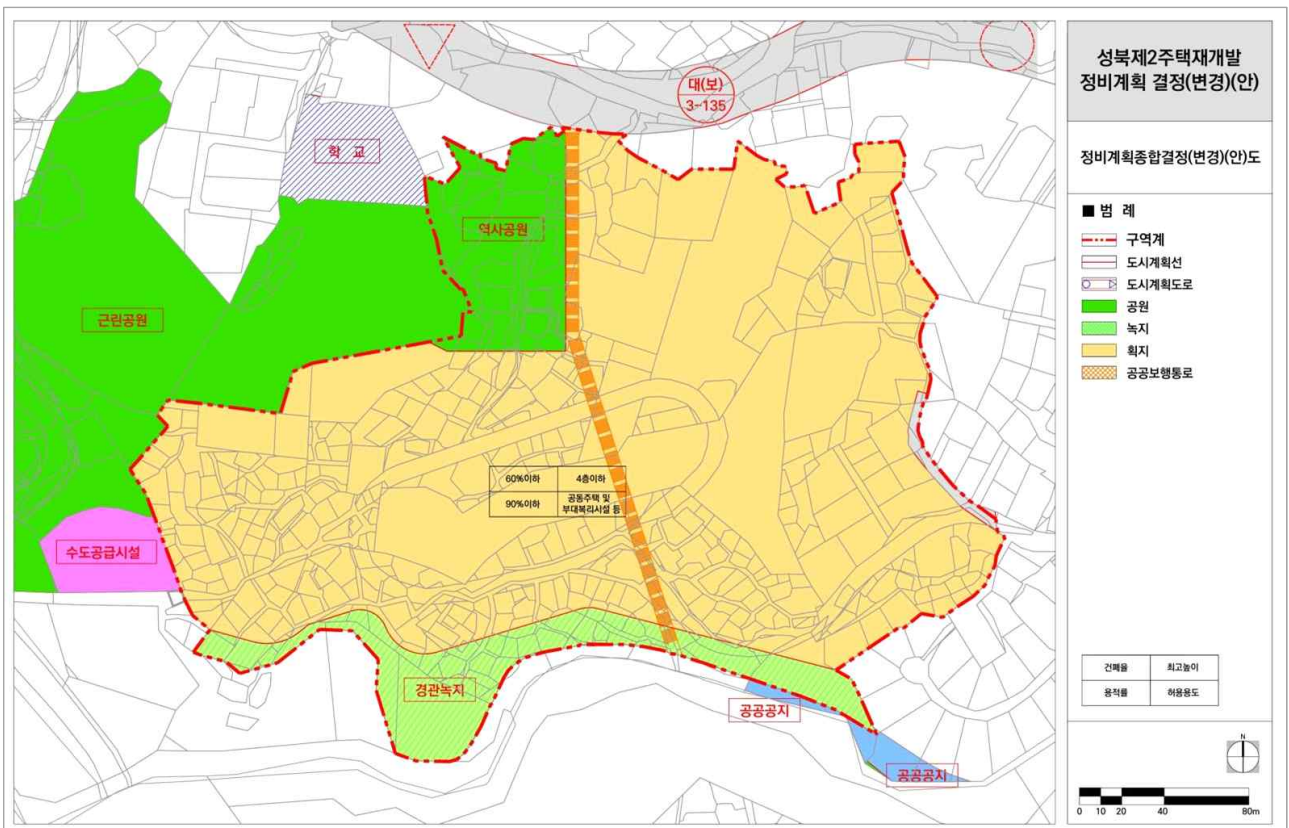 성북제2주택재개발
정비계획 결정(변경)(안)
정비계획종합결정(변경)(안)도
■ 범 례
구역계
도시계획선
도시계획도로
공원
녹지
획지
공공보행통로
대(보)
3-135
학 교
역사공원
근린공원
60%이하 4층이하
90%이하 공동주택 및
부대복리시설 등
수도공급시설
경관녹지
공공공지
공공공지
건폐율 최고높이
용적률 허용용도
N
0 10 20 40 80m